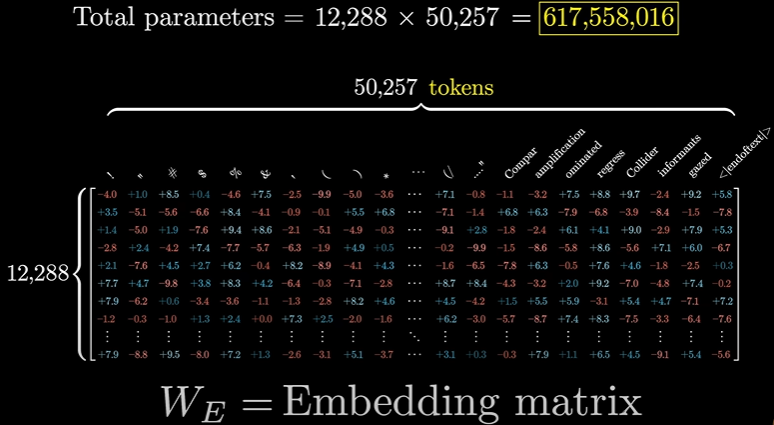 Total parameters = 12,288 × 50,257 = 617,558,016
50,257 tokens
! " # $ % & ' ( ) * ⋯ \( ...." Compar amplification ominated regress Collider informants gazed <|endoftext|>
−4.0 +1.0 +8.5 +0.4 −4.6 +7.5 −2.5 −9.9 −5.0 −3.6 ⋯ +7.1 −0.8 −1.1 −3.2 +7.5 +8.8 +9.7 −2.4 +9.2 +5.8
+3.5 −5.1 −5.6 −6.6 +8.4 −4.1 −0.9 −0.1 +5.5 +6.8 ⋯ −7.1 −1.4 +6.8 +6.3 −7.9 −6.8 −3.9 −8.4 −1.5 −7.8
+1.4 −5.0 +1.9 −7.6 +9.4 +8.6 −2.1 −5.1 −4.9 −0.3 ⋯ −9.1 +2.8 −1.8 −2.4 +6.1 +4.1 +9.0 −2.9 +7.9 +5.3
−2.8 +2.4 −4.2 +7.4 −7.7 −5.7 −6.3 −1.9 +4.9 +0.5 ⋯ −0.2 −9.9 −1.5 −8.6 −5.8 +8.6 −5.6 +7.1 +6.0 −6.7
12,288 +2.1 −7.6 +4.5 +2.7 +6.2 −0.4 +8.2 −8.9 −4.1 +4.3 ⋯ −1.6 −6.5 −7.8 +6.3 −0.5 +7.6 +4.6 −1.8 −2.5 +0.3
+7.7 +4.7 −9.8 +3.8 +8.3 +4.2 −6.4 −0.3 −7.1 −2.8 ⋯ +8.7 +8.4 −4.3 −3.2 +2.0 +9.2 −7.0 −4.8 +7.4 −0.2
+7.9 −6.2 +0.6 −3.4 −3.6 −1.1 −1.3 −2.8 +8.2 +4.6 ⋯ +4.5 −4.2 +1.5 +5.5 +5.9 −3.1 +5.4 +4.7 −7.1 +7.2
−1.2 −0.3 −1.0 +1.3 +2.4 +0.0 +7.3 +2.5 −2.0 −1.6 ⋯ +6.2 −3.0 −5.7 −8.7 +7.4 +8.3 −7.5 −3.3 −6.4 −7.6
⋮ ⋮ ⋮ ⋮ ⋮ ⋮ ⋮ ⋮ ⋮ ⋮ ⋱ ⋮ ⋮ ⋮ ⋮ ⋮ ⋮ ⋮ ⋮ ⋮ ⋮
+7.9 −8.8 +9.5 −8.0 +7.2 +1.3 −2.6 −3.1 +5.1 −3.7 ⋯ +3.1 +0.3 −0.3 +7.9 +1.1 +6.5 +4.5 −9.1 +5.4 −5.6
W_E = Embedding matrix